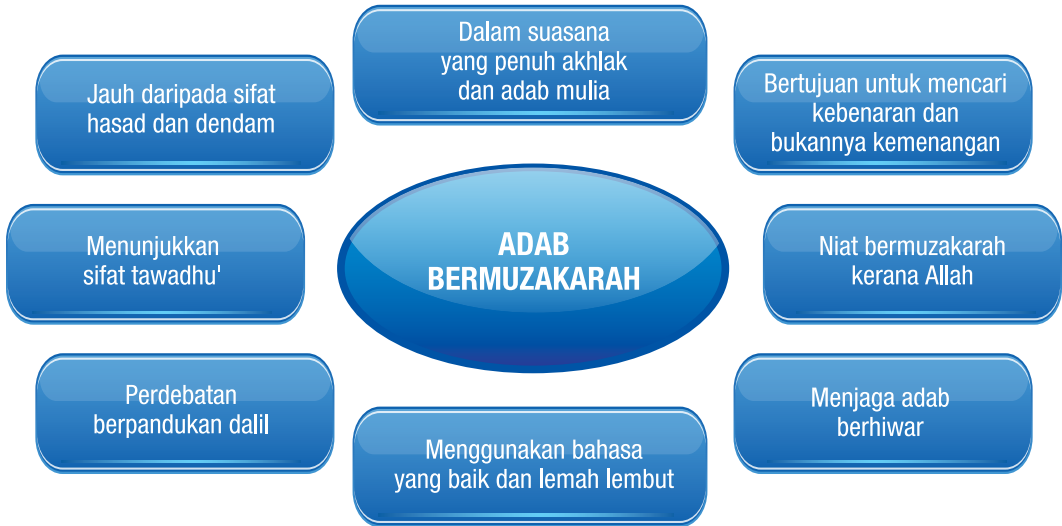 Dalam suasana
yang penuh akhlak
dan adab mulia
Jauh daripada sifat
hasad dan dendam
Bertujuan untuk mencari
kebenaran dan
bukannya kemenangan
Menunjukkan
sifat tawadhu'
ADAB
BERMUZAKARAH
Niat bermuzakarah
kerana Allah
Perdebatan
berpandukan dalil
Menggunakan bahasa
yang baik dan lemah lembut
Menjaga adab
berhiwar